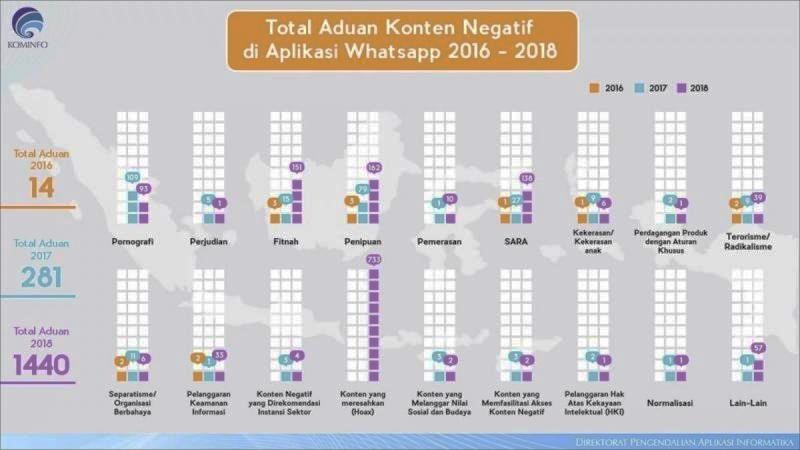 KOMINFO
Total Aduan Konten Negatif
di Aplikasi Whatsapp 2016 - 2018
2016 2017 2018
Total Aduan
2016
14
Total Aduan
2017
281
Total Aduan
2018
1440
109 93
Pornografi
5 1
Perjudian
3 15 151
Fitnah
3 79 162
Penipuan
1 10
Pemerasan
1 27 138
SARA
1 9 6
Kekerasan/
Kekerasan
anak
2 1
Perdagangan Produk
dengan Aturan
Khusus
2 9 39
Terorisme/
Radikalisme
2 11 6
Separatisme/
Organisasi
Berbahaya
2 1 35
Pelanggaran
Keamanan
Informasi
3 4
Konten Negatif
yang Direkomendasi
Instansi Sektor
733
Konten yang
meresahkan
(Hoax)
3 2
Konten yang
Melanggar Nilai
Sosial dan Budaya
3 2
Konten yang
Memfasilitasi Akses
Konten Negatif
2 1
Pelanggaran Hak
Atas Kekayaan
Intelektual (HKI)
1 1
Normalisasi
1 57
Lain-Lain
Direktorat Pengendalian Aplikasi Informatika